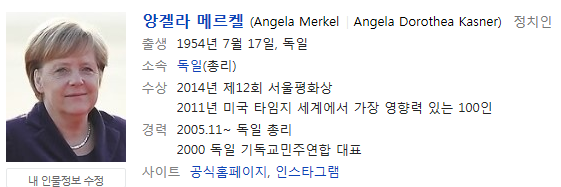 앙겔라 메르켈 (Angela Merkel | Angela Dorothea Kasner) 정치인
출생 1954년 7월 17일, 독일
소속 독일(총리)
수상 2014년 제12회 서울평화상
2011년 미국 타임지 세계에서 가장 영향력 있는 100인
경력 2005.11~ 독일 총리
2000 독일 기독교민주연합 대표
사이트 공식홈페이지, 인스타그램
내 인물정보 수정